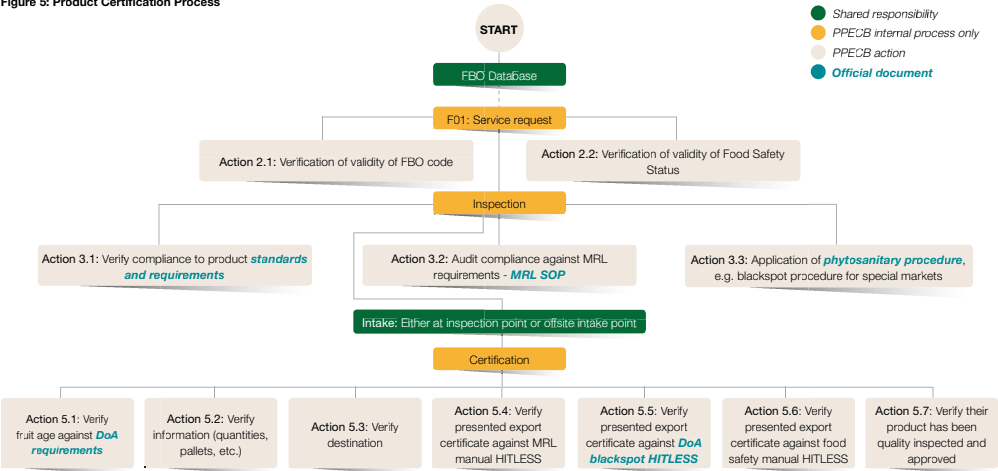 Figure 5: Product Certification Process
Shared responsibility
PPECB internal process only
PPECB action
Official document
START
FBO Database
F01: Service request
Action 2.1: Verification of validity of FBO code
Action 2.2: Verification of validity of Food Safety
Status
Inspection
Action 3.1: Verify compliance to product standards
and requirements
Action 3.2: Audit compliance against MRL
requirements - MRL SOP
Action 3.3: Application of phytosanitary procedure,
e.g. blackspot procedure for special markets
Intake: Either at inspection point or offsite intake point
Certification
Action 5.1: Verify
fruit age against DoA
requirements
Action 5.2: Verify
information (quantities,
pallets, etc.)
Action 5.3: Verify
destination
Action 5.4: Verify
presented export
certificate against MRL
manual HITLESS
Action 5.5: Verify
presented export
certificate against DoA
blackspot HITLESS
Action 5.6: Verify
presented export
certificate against food
safety manual HITLESS
Action 5.7: Verify their
product has been
quality inspected and
approved